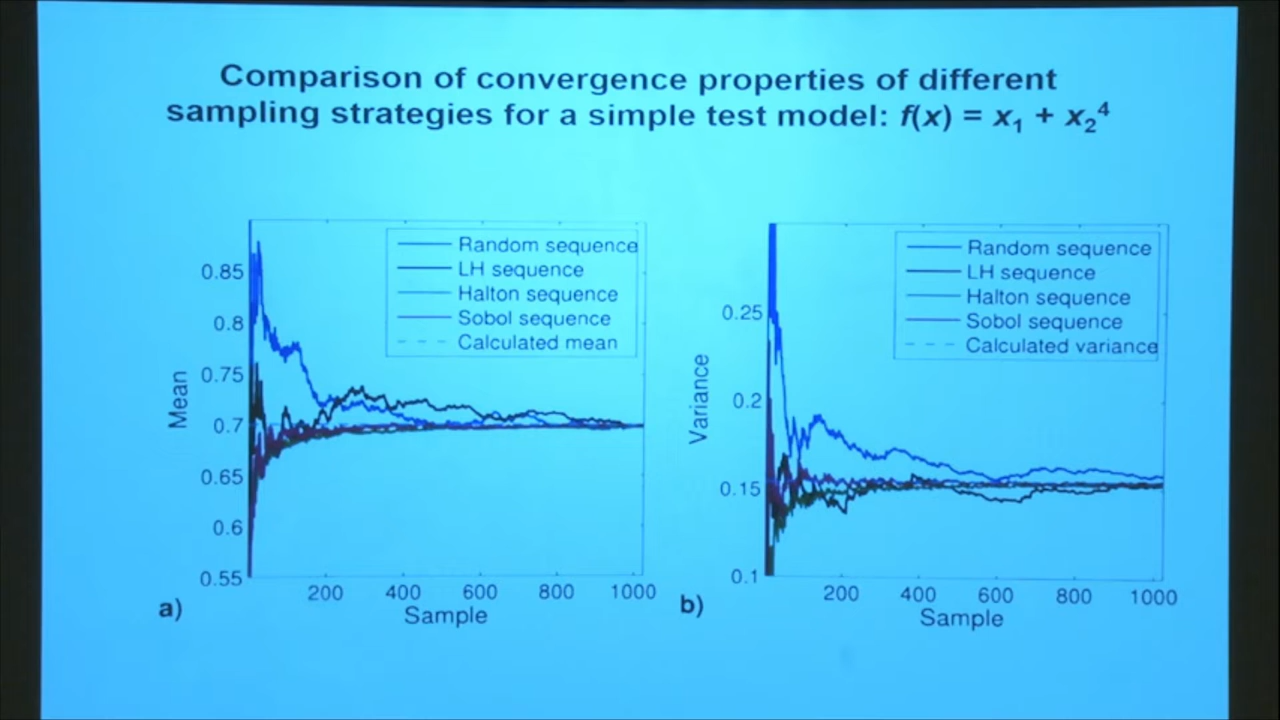 Comparison of convergence properties of different
sampling strategies for a simple test model: f(x) = x₁ + x₂⁴
Random sequence
LH sequence
Halton sequence
Sobol sequence
Calculated mean
Mean
0.85
0.8
0.75
0.7
0.65
0.6
0.55
200 400 600 800 1000
Sample
a)
Random sequence
LH sequence
Halton sequence
Sobol sequence
Calculated variance
Variance
0.25
0.2
0.15
0.1
200 400 600 800 1000
Sample
b)